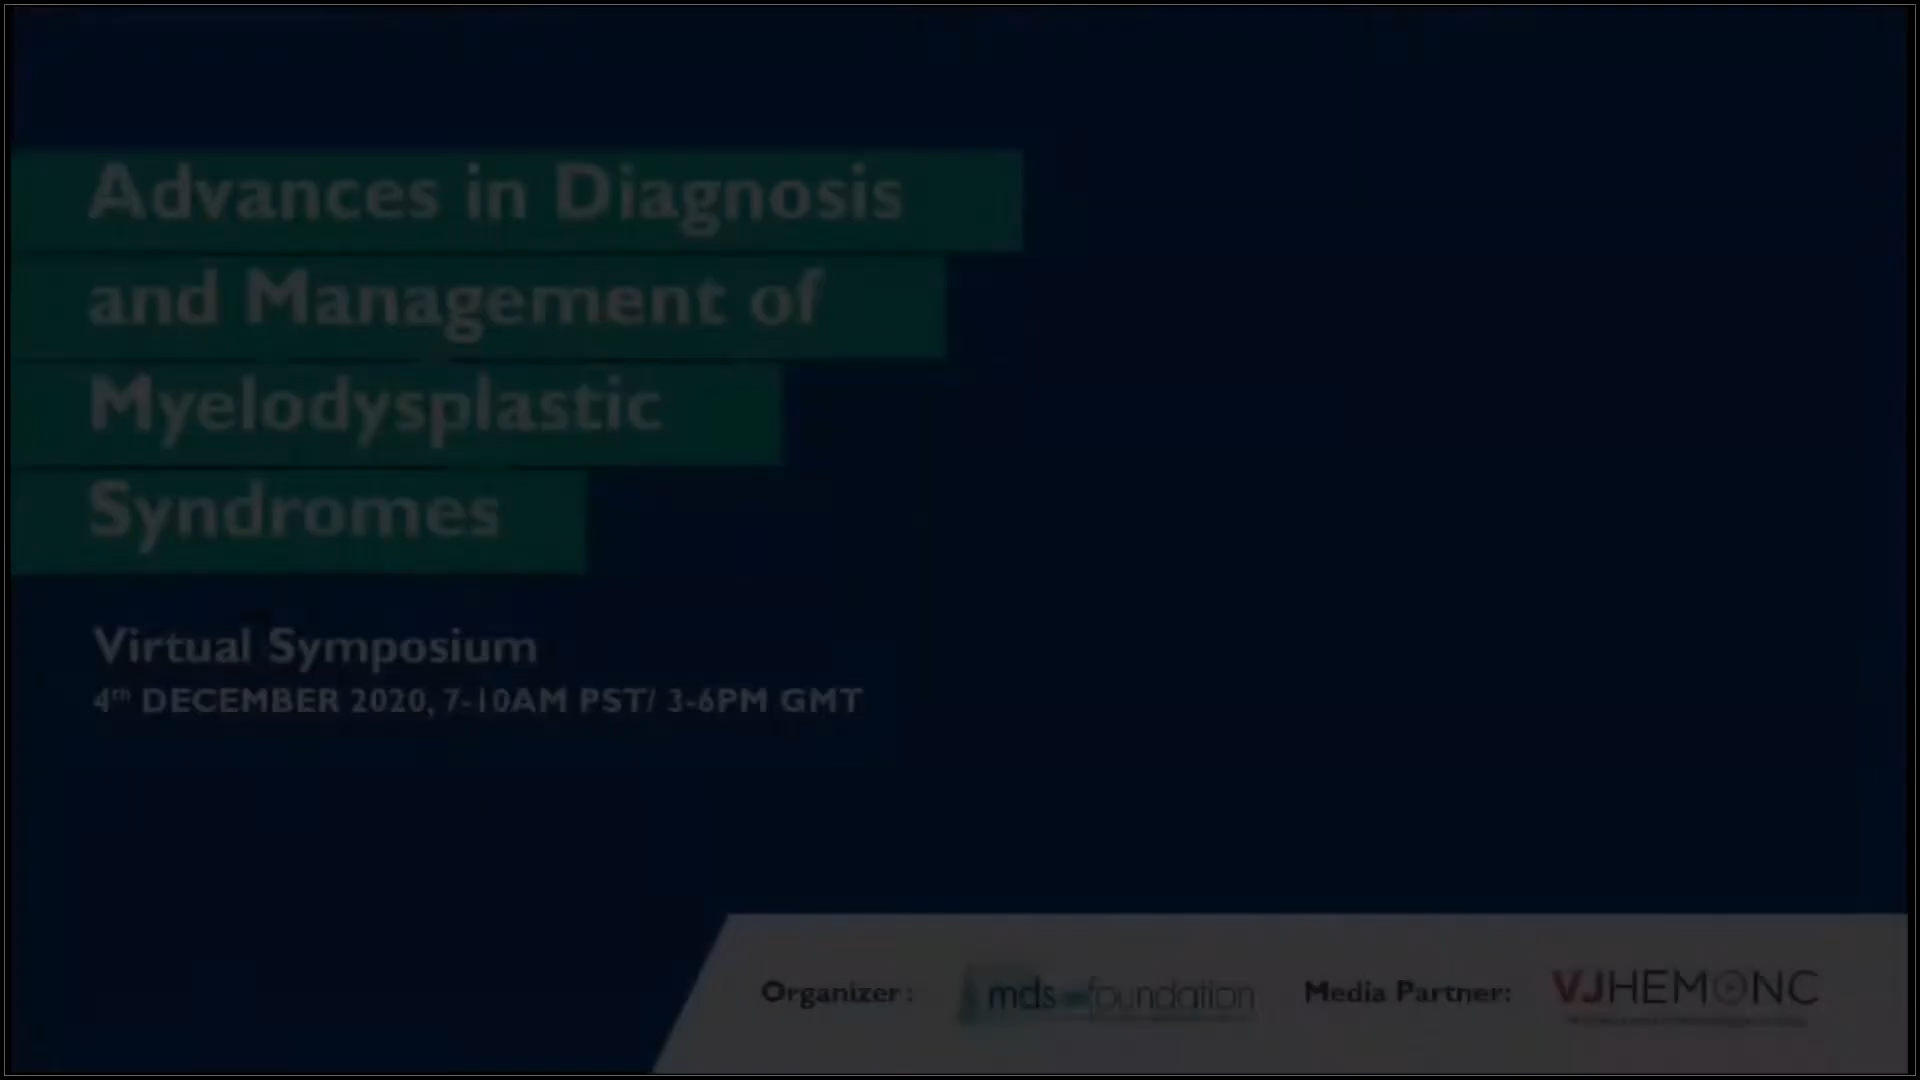 Advances in Diagnosis
and Management of
Myelodysplastic
Syndromes
Virtual Symposium
4th DECEMBER 2020, 7-10AM PST/ 3-6PM GMT
Organizer :
mds foundation
Media Partner:
VJHEMONC